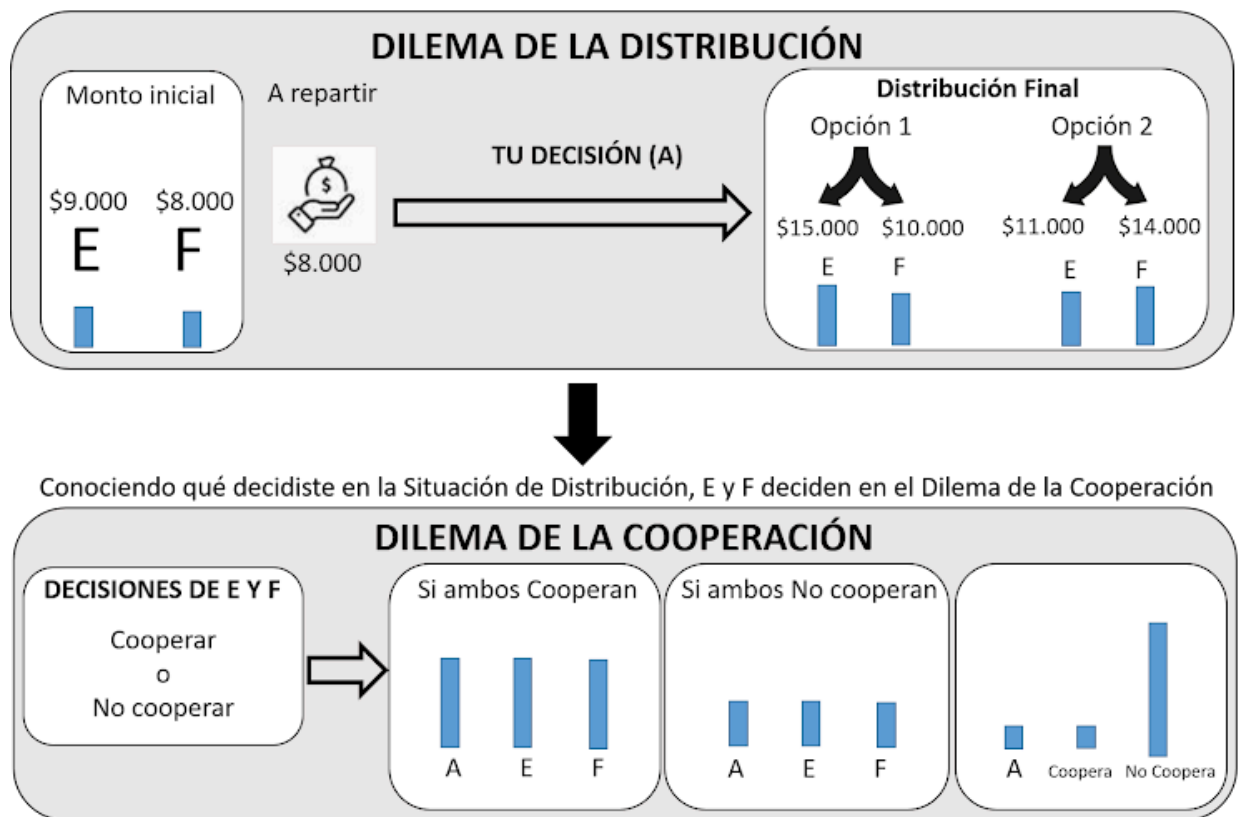 DILEMA DE LA DISTRIBUCIÓN
Monto inicial
$9.000 $8.000
E F
A repartir
$
$8.000
TU DECISIÓN (A)
Distribución Final
Opción 1 Opción 2
$15.000 $10.000 $11.000 $14.000
E F E F
Conociendo qué decidiste en la Situación de Distribución, E y F deciden en el Dilema de la Cooperación
DILEMA DE LA COOPERACIÓN
DECISIONES DE E Y F
Cooperar
o
No cooperar
Si ambos Cooperan
A E F
Si ambos No cooperan
A E F
A Coopera No Coopera